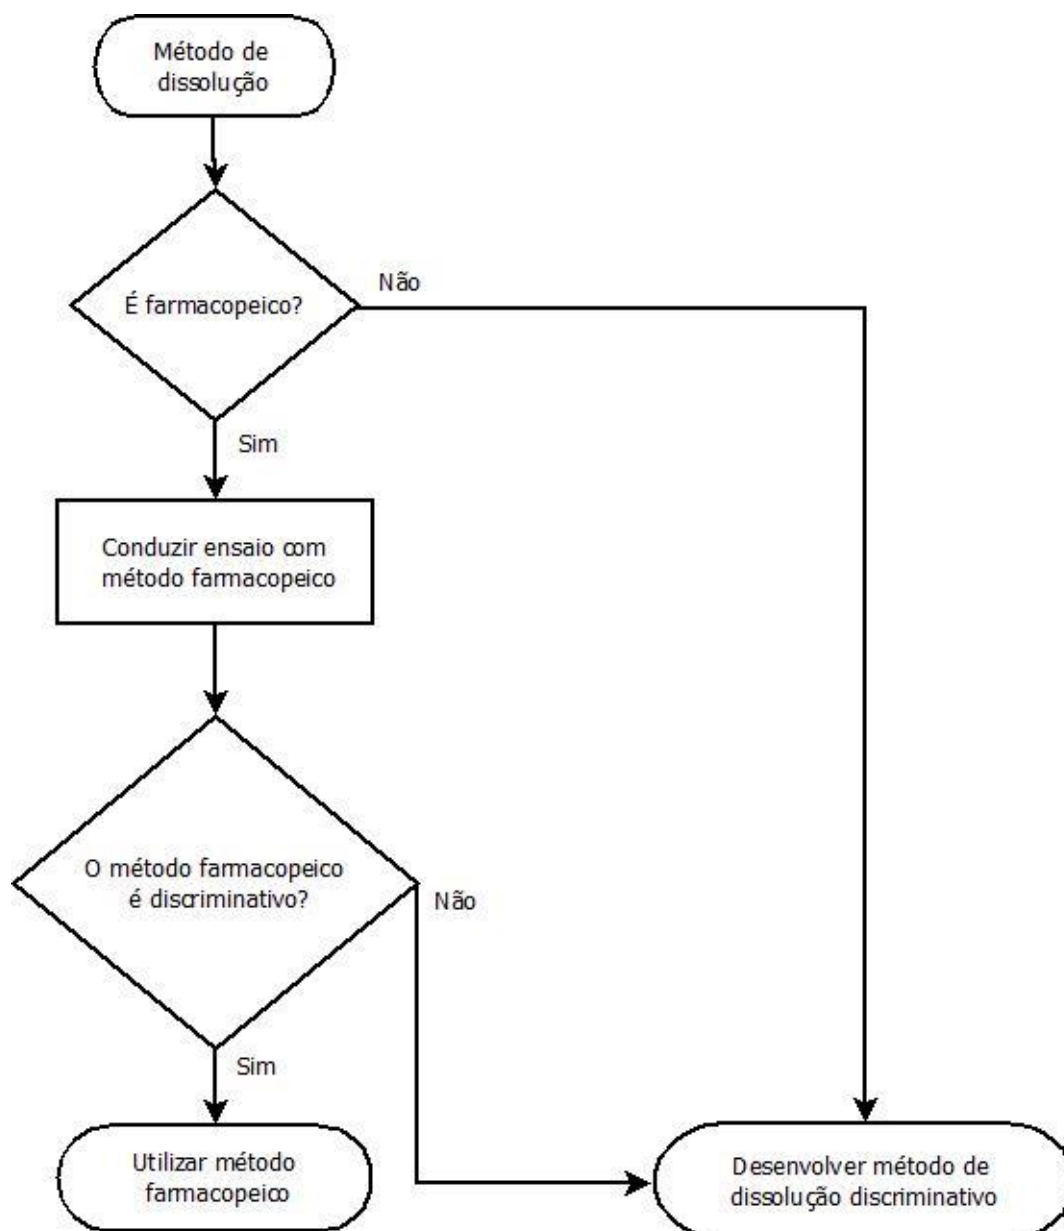 Método de
dissolução
Não
É farmacopeico?
Sim
Conduzir ensaio com
método farmacopeico
O método farmacopeico
é discriminativo?
Não
Sim
Utilizar método
farmacopeico
Desenvolver método de
dissolução discriminativo